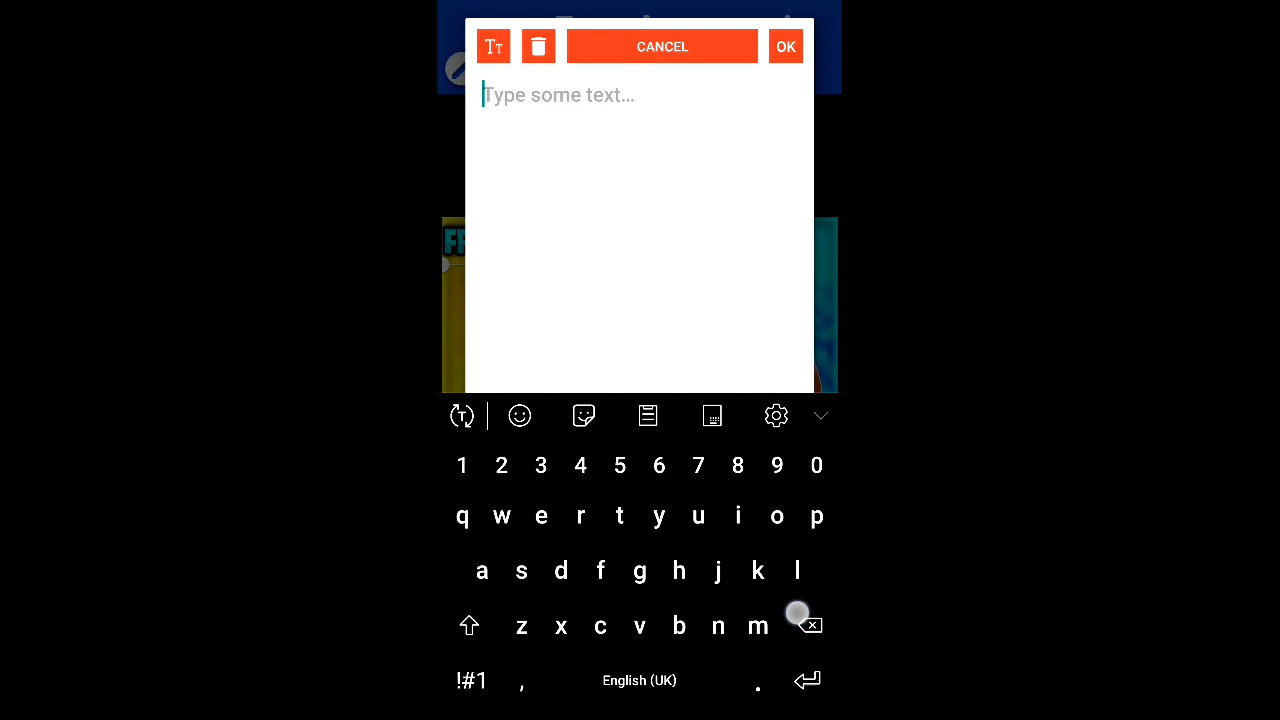 Tт CANCEL OK
Type some text...
FF
1 2 3 4 5 6 7 8 9 0
q w e r t y u i o p
a s d f g h j k l
z x c v b n m
!#1 , English (UK) .